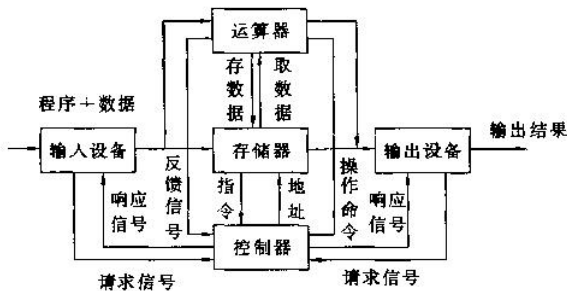 运算器
存数据
取数据
程序＋数据
输入设备
存储器
输出设备
输出结果
反馈信号
指令
地址
操作命令
响应信号
响应信号
控制器
请求信号
请求信号